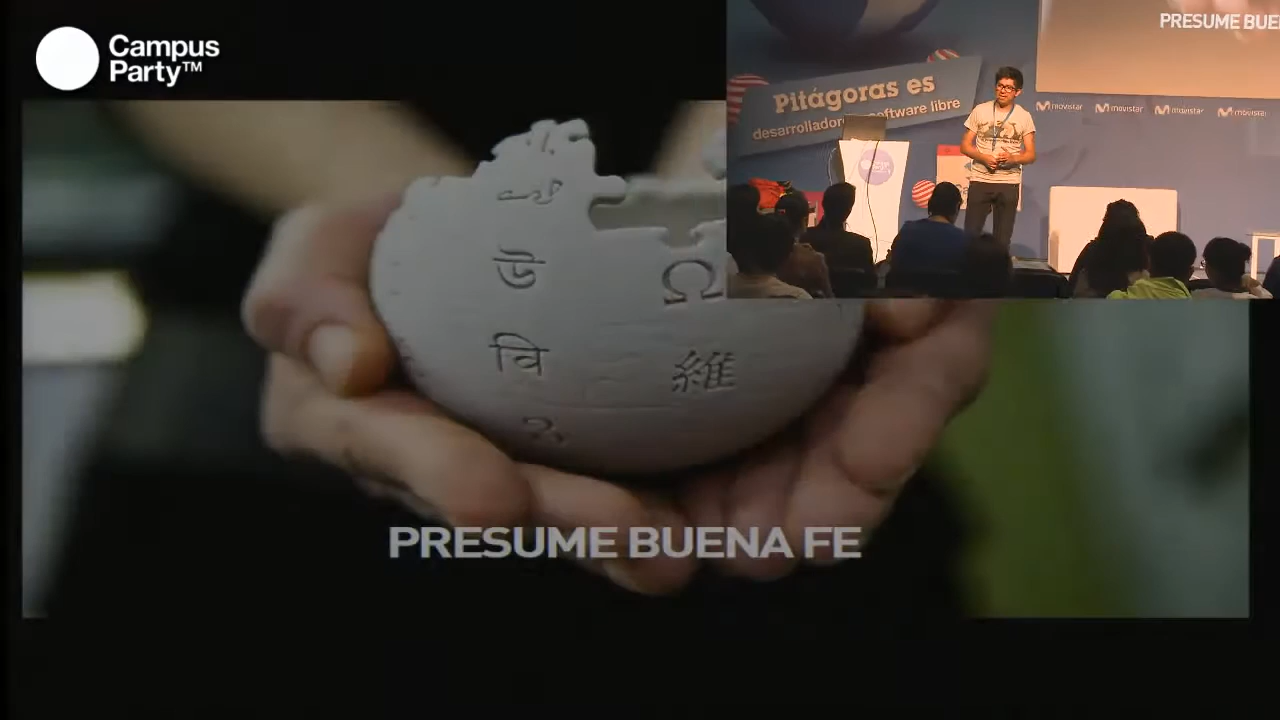 Campus
Party™
PRESUME BUE
Pitágoras es
desarrollador
software libre
movistar
movistar
movistar
movistar
উ
Ω
वि
維
PRESUME BUENA FE